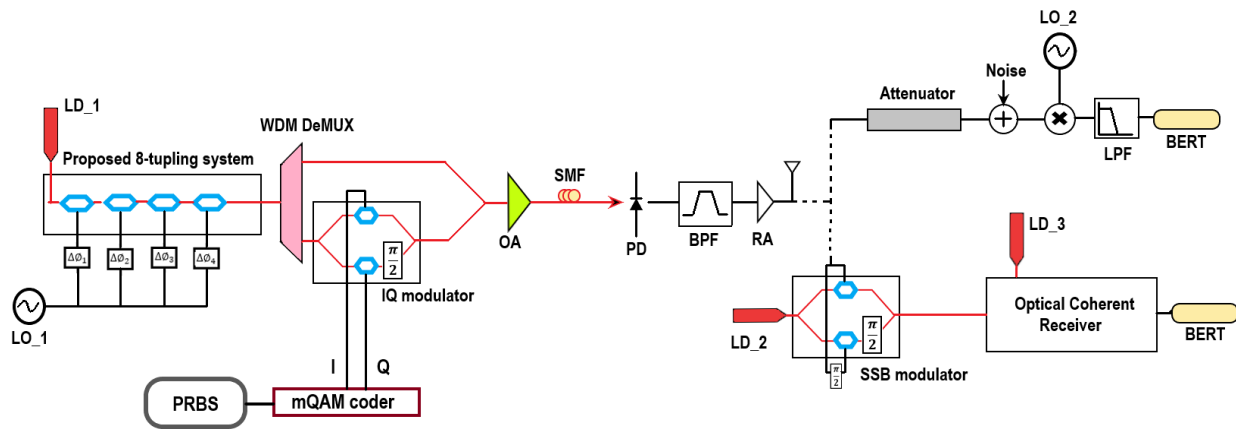 LO_2
Noise
Attenuator
LD_1
WDM DeMUX
Proposed 8-tupling system
LPF
BERT
SMF
OA
PD
BPF
RA
LD_3
ΔØ₁ ΔØ₂ ΔØ₃ ΔØ₄
π/2
IQ modulator
LO_1
LD_2
π/2
π/2
SSB modulator
Optical Coherent
Receiver
BERT
I Q
PRBS
mQAM coder